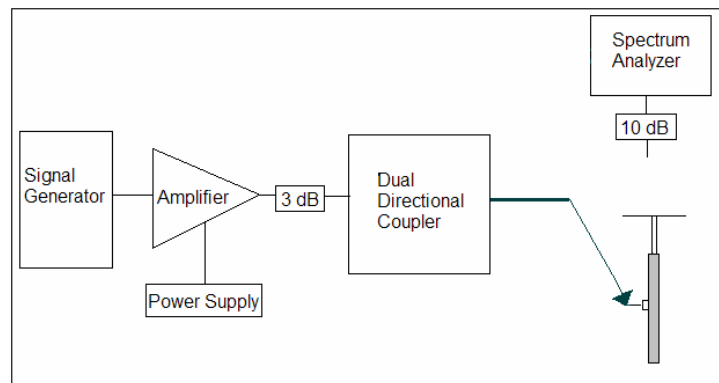 Spectrum
Analyzer
10 dB
Signal
Generator
Amplifier
3 dB
Dual
Directional
Coupler
Power Supply